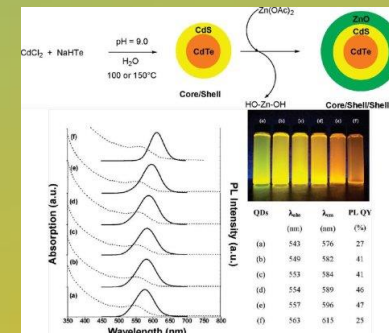 Zn(OAc)2
CdCl2 + NaHTe
pH = 9.0
H2O
100 or 150°C
CdS
CdTe
Core/Shell
HO-Zn-OH
ZnO
CdS
CdTe
Core/Shell/Shell
Absorption (a.u.)
PL Intensity (a.u.)
(f)
(e)
(d)
(c)
(b)
(a)
350 400 450 500 550 600 650 700 750 800
Wavelength (nm)
(a) (b) (c) (d) (e) (f)
QDs λabs λem PL QY
(nm) (nm) (%)
(a) 543 576 27
(b) 549 582 41
(c) 553 584 41
(d) 554 589 46
(e) 557 596 47
(f) 563 615 25